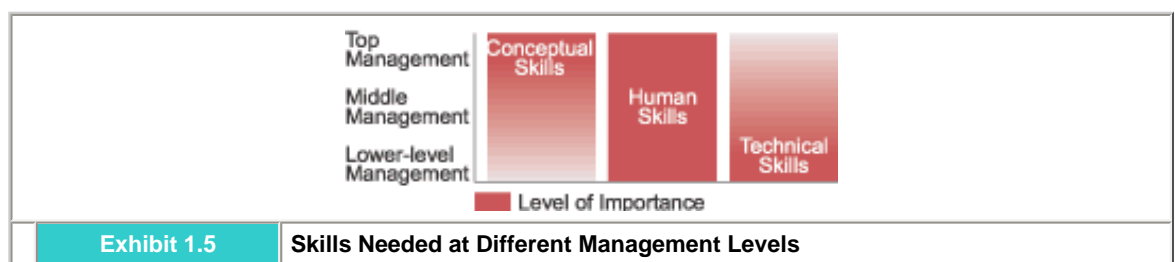 Top
Management
Conceptual
Skills
Middle
Management
Human
Skills
Lower-level
Management
Technical
Skills
Level of Importance
Exhibit 1.5
Skills Needed at Different Management Levels